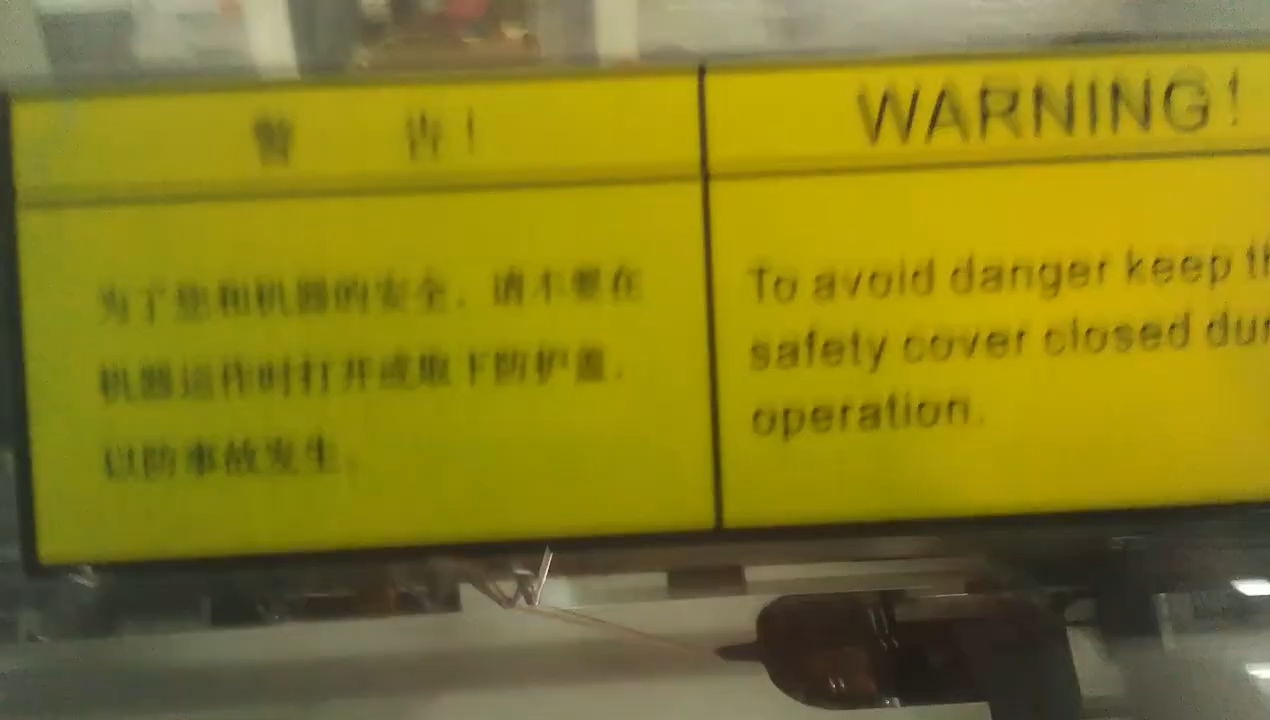 警 告！
为了您和机器的安全，请不要在
机器运作时打开或取下防护盖，
以防事故发生。
WARNING!
To avoid danger keep
safety cover closed
operation.